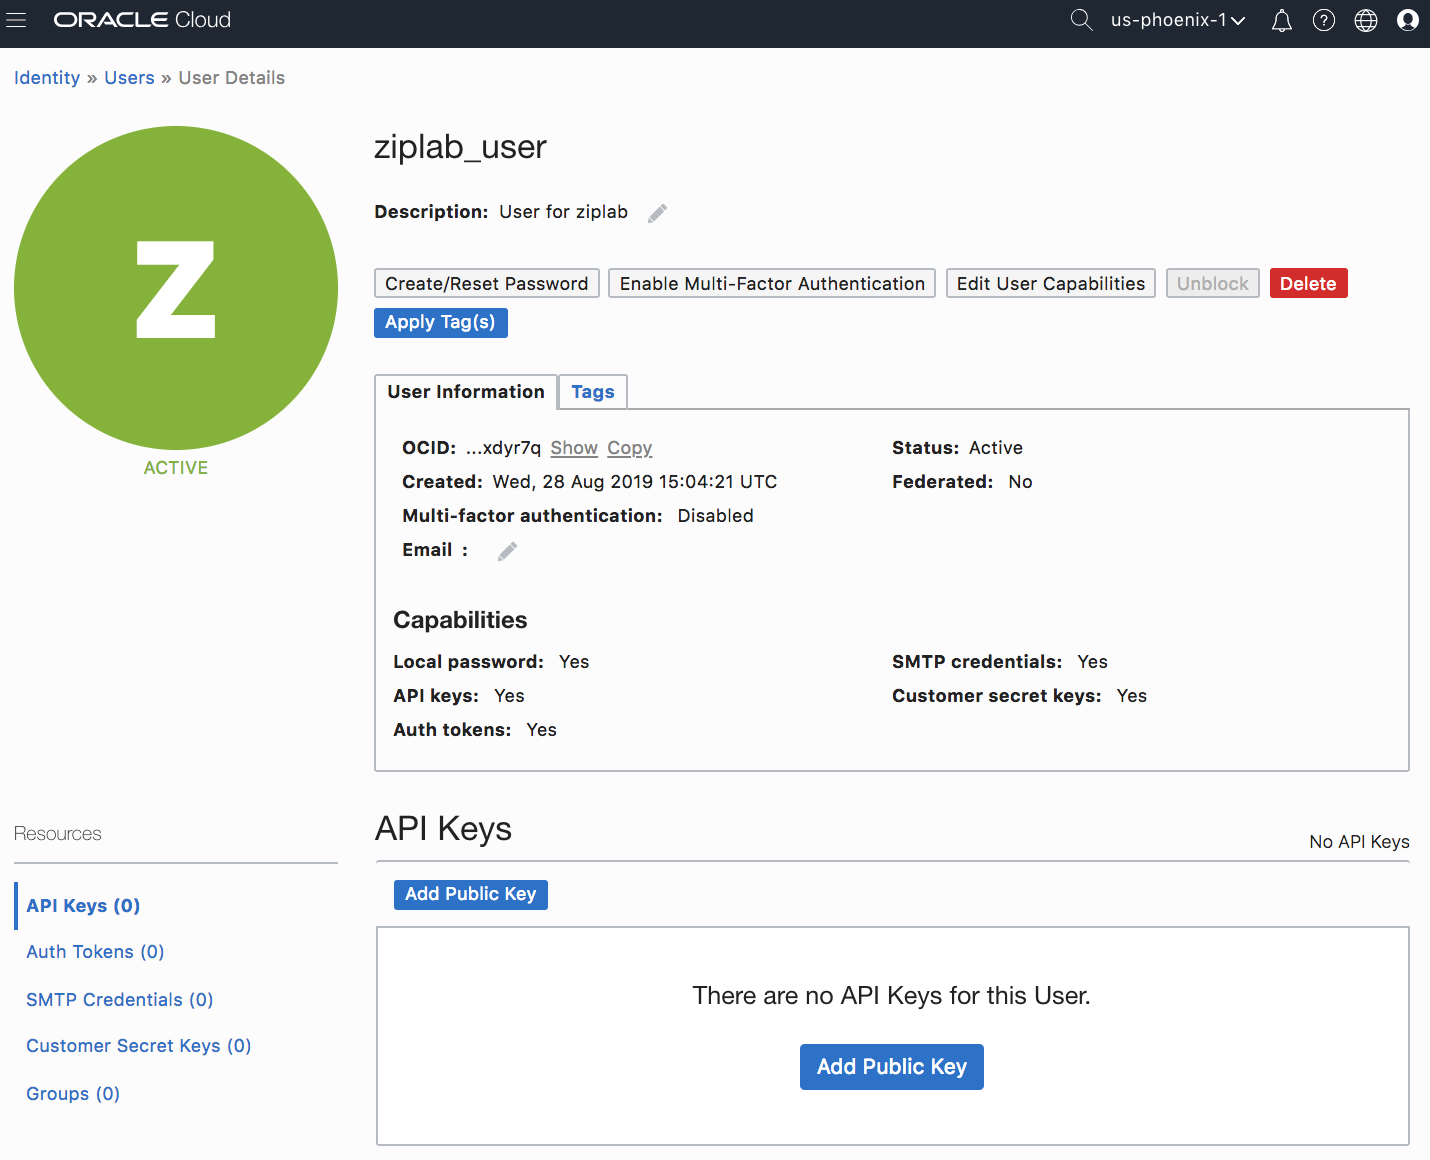 ORACLE Cloud
us-phoenix-1
Identity » Users » User Details
Z
ACTIVE
ziplab_user
Description: User for ziplab
Create/Reset Password Enable Multi-Factor Authentication Edit User Capabilities Unblock Delete
Apply Tag(s)
User Information Tags
OCID: ...xdyr7q Show Copy
Status: Active
Created: Wed, 28 Aug 2019 15:04:21 UTC
Federated: No
Multi-factor authentication: Disabled
Email :
Capabilities
Local password: Yes
SMTP credentials: Yes
API keys: Yes
Customer secret keys: Yes
Auth tokens: Yes
Resources
API Keys (0)
Auth Tokens (0)
SMTP Credentials (0)
Customer Secret Keys (0)
Groups (0)
API Keys
No API Keys
Add Public Key
There are no API Keys for this User.
Add Public Key